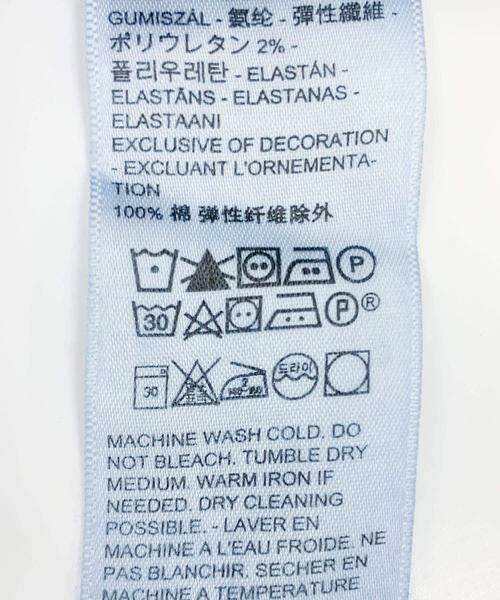 GUMISZÁL - 氨纶 - 彈性纖維 -
ポリウレタン 2% -
폴리우레탄 - ELASTÁN -
ELASTĀNS - ELASTANAS -
ELASTAANI
EXCLUSIVE OF DECORATION
- EXCLUANT L'ORNEMENTA-
TION
100% 棉 弹性纤维除外
P
30 P ®
30 드라이
MACHINE WASH COLD. DO
NOT BLEACH. TUMBLE DRY
MEDIUM. WARM IRON IF
NEEDED. DRY CLEANING
POSSIBLE. - LAVER EN
MACHINE A L'EAU FROIDE. NE
PAS BLANCHIR. SECHER EN
MACHINE A TEMPERATURE